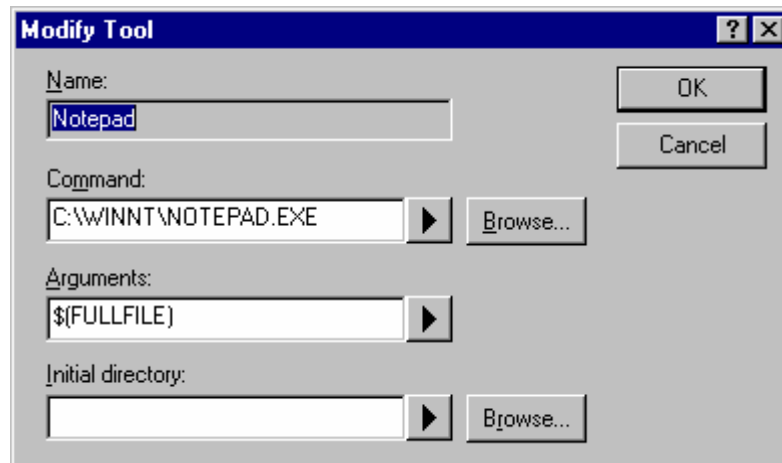 Modify Tool
Name:
OK
Notepad
Cancel
Command:
C:\WINNT\NOTEPAD.EXE
Browse...
Arguments:
$(FULLFILE)
Initial directory:
Browse...